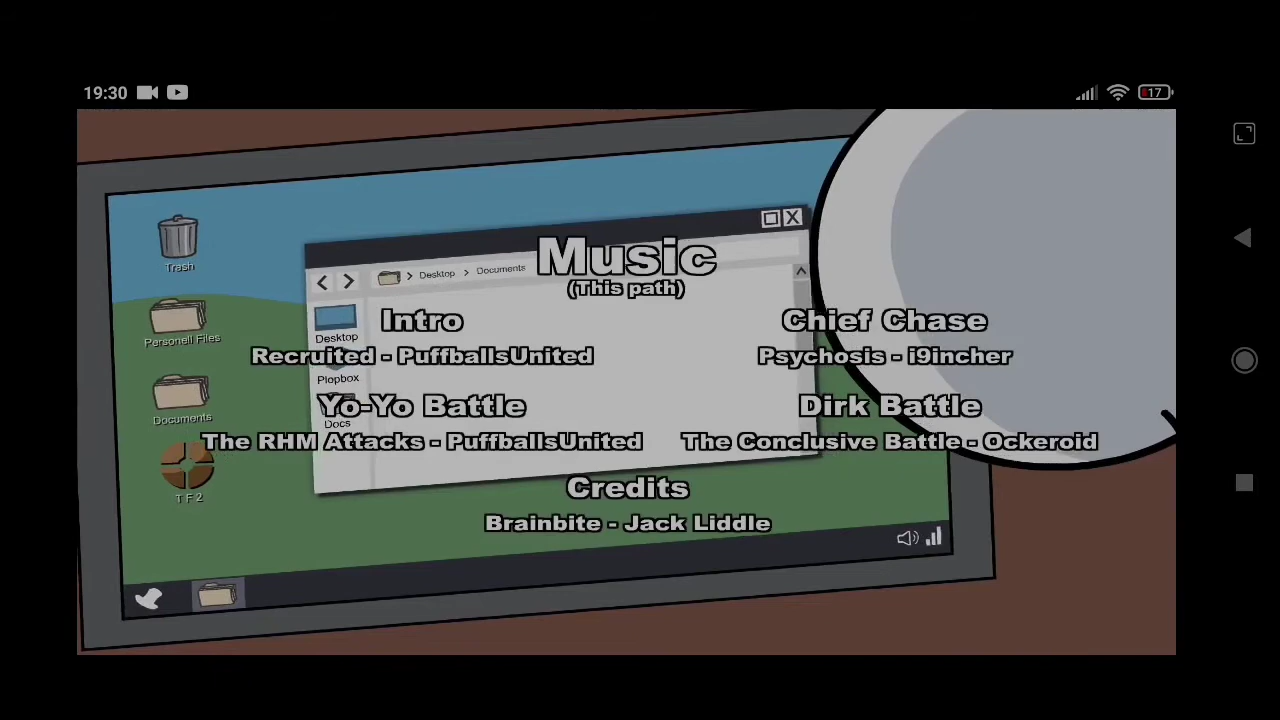 19:30
17
Music
(This path)
Intro
Recruited - PuffballsUnited
Chief Chase
Psychosis - i9incher
Yo-Yo Battle
The RHM Attacks - PuffballsUnited
Dirk Battle
The Conclusive Battle - Ockeroid
Credits
Brainbite - Jack Liddle
Trash
Personell Files
Documents
T F 2
X
Desktop > Documents
Desktop
Plopbox
Docs